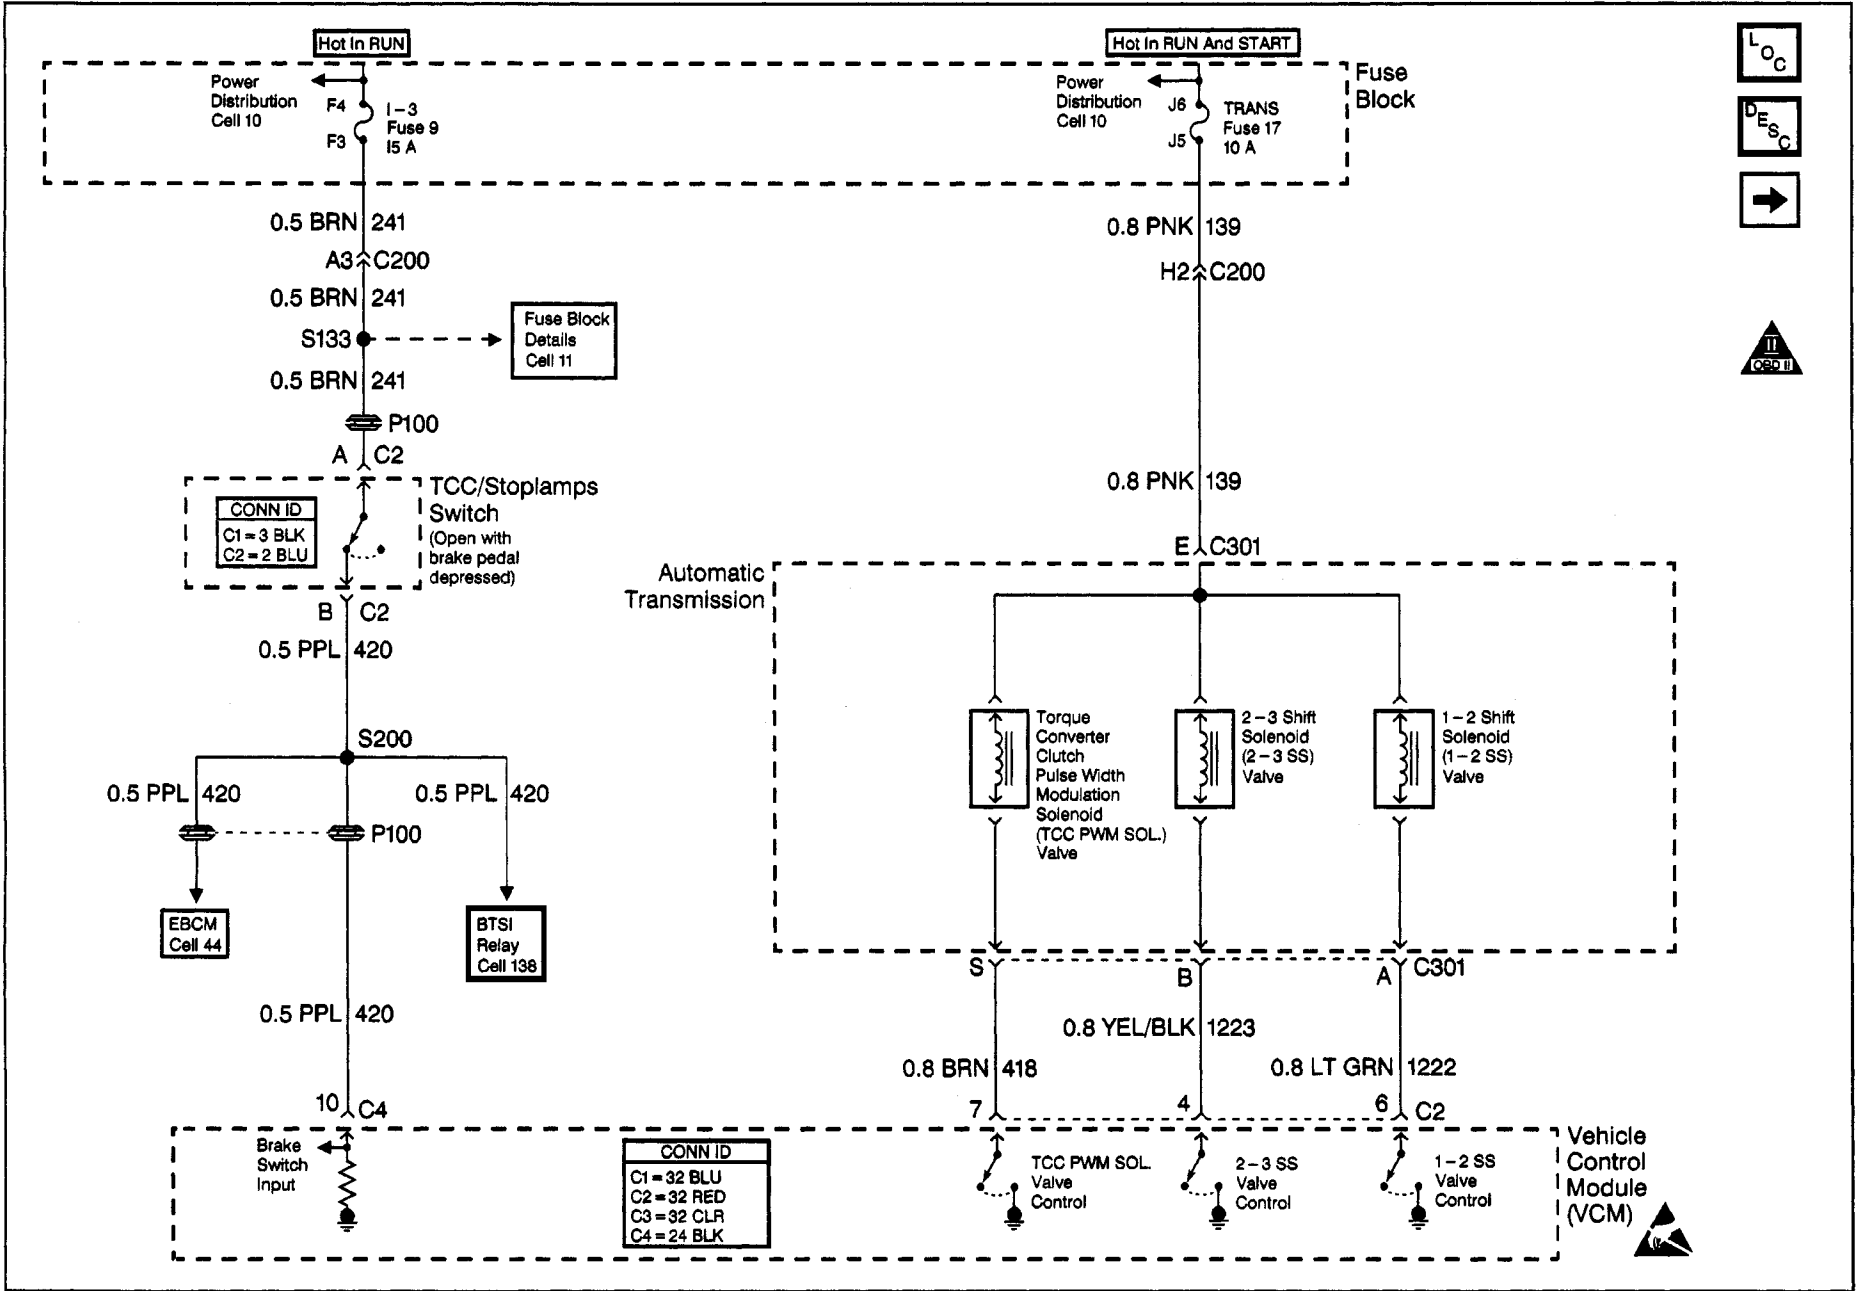 Hot In RUN
Hot In RUN And START
Power
Distribution
Cell 10
F4
F3
I-3
Fuse 9
I5 A
Power
Distribution
Cell 10
J6
J5
TRANS
Fuse 17
10 A
Fuse
Block
L
O
C
D
E
S
C
0.5 BRN 241
A3 C200
0.5 BRN 241
S133
Fuse Block
Details
Cell 11
0.5 BRN 241
P100
A C2
0.8 PNK 139
H2 C200
0.8 PNK 139
E C301
II
OBD II
CONN ID
C1=3 BLK
C2=2 BLU
TCC/Stoplamps
Switch
(Open with
brake pedal
depressed)
B C2
0.5 PPL 420
S200
0.5 PPL 420
0.5 PPL 420
P100
EBCM
Cell 44
BTSI
Relay
Cell 138
0.5 PPL 420
10 C4
Automatic
Transmission
Torque
Converter
Clutch
Pulse Width
Modulation
Solenoid
(TCC PWM SOL.)
Valve
2-3 Shift
Solenoid
(2-3 SS)
Valve
1-2 Shift
Solenoid
(1-2 SS)
Valve
S
B
A C301
0.8 YEL/BLK 1223
0.8 BRN 418
0.8 LT GRN 1222
7
4
6 C2
Brake
Switch
Input
CONN ID
C1=32 BLU
C2=32 RED
C3=32 CLR
C4=24 BLK
TCC PWM SOL.
Valve
Control
2-3 SS
Valve
Control
1-2 SS
Valve
Control
Vehicle
Control
Module
(VCM)